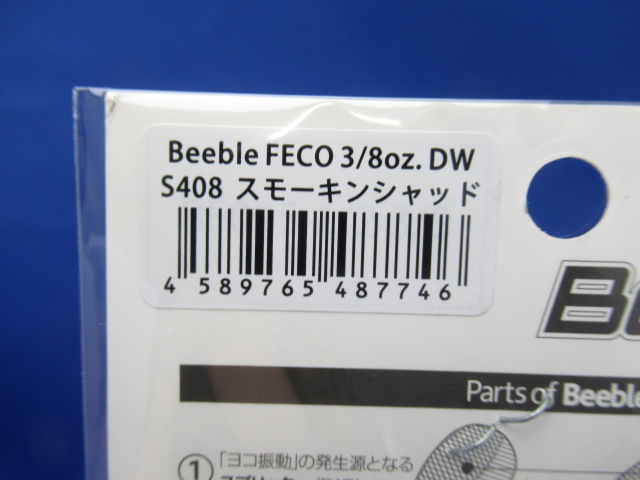 Beeble FECO 3/8oz. DW
S408 スモーキンシャッド
4 589765 487746
Parts of Beeble
① 「ヨコ振動」の発生源となる